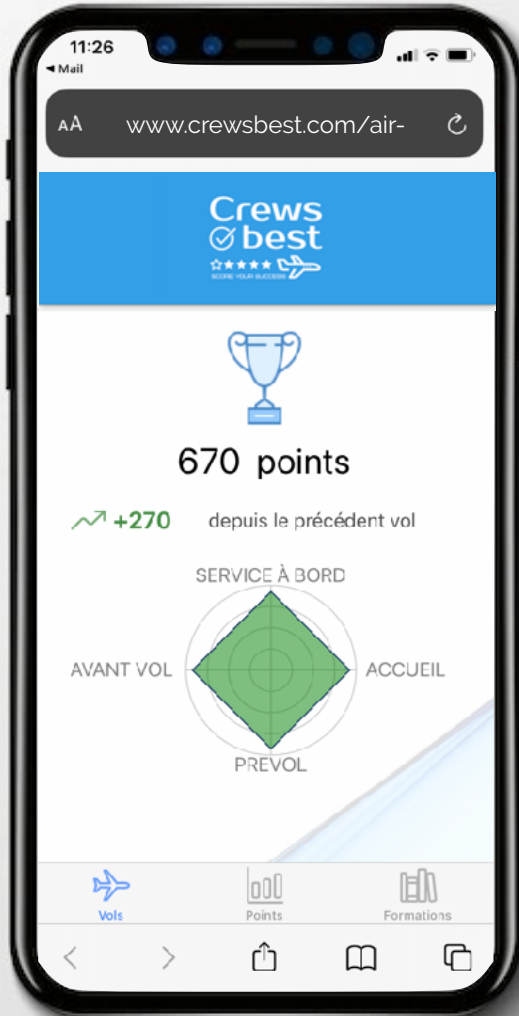 11:26
◄ Mail
AA www.crewsbest.com/air-
Crews
best
SCORE YOUR SUCCESS
670 points
+270 depuis le précédent vol
SERVICE À BORD
AVANT VOL
ACCUEIL
PREVOL
Vols
Points
Formations